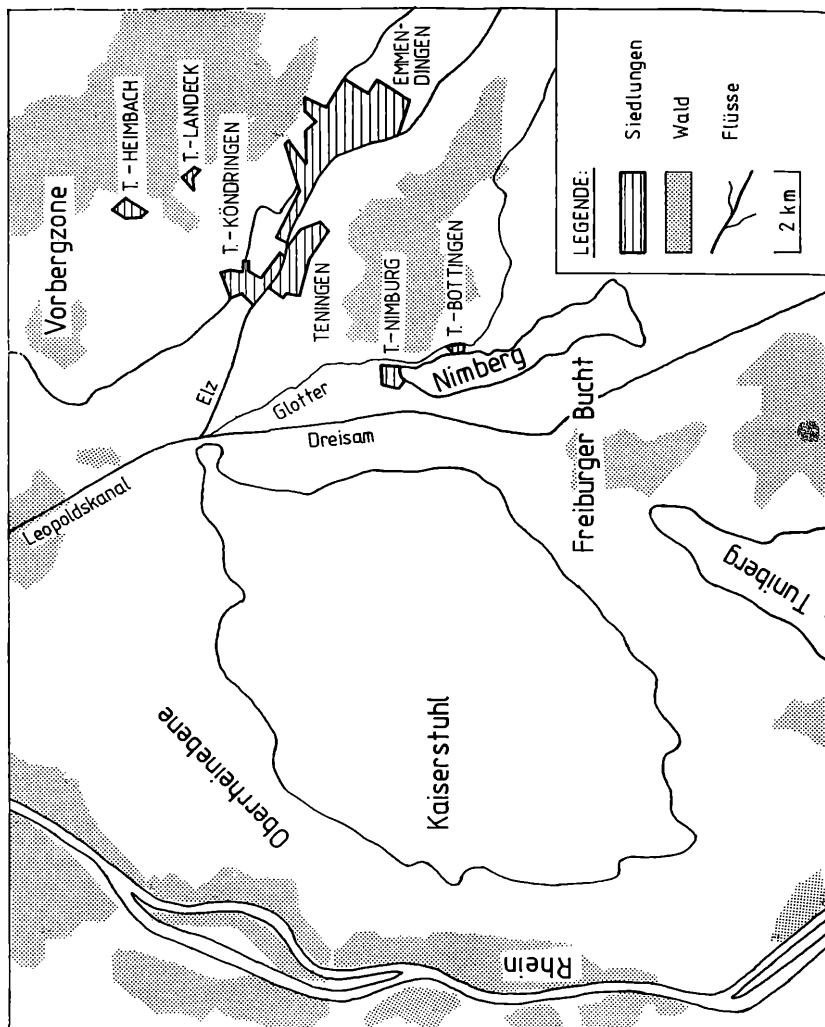 Vorbergzone
T.-HEIMBACH
T.-LANDECK
T.-KÖNDRINGEN
EMMEN-
DINGEN
TENINGEN
T.-NIMBURG
T.-BOTTINGEN
Nimberg
Elz
Glotter
Dreisam
Leopoldskanal
Freiburger Bucht
Tuniberg
Oberrheinebene
Kaiserstuhl
Rhein
LEGENDE:
Siedlungen
Wald
Flüsse
2 km